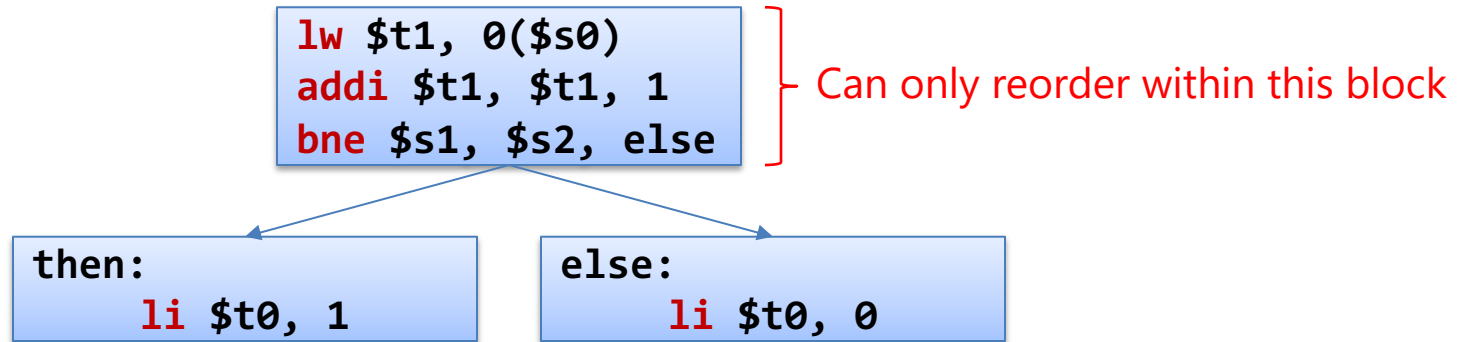 lw $t1, 0($s0)
addi $t1, $t1, 1
bne $s1, $s2, else
Can only reorder within this block
then:
li $t0, 1
else:
li $t0, 0